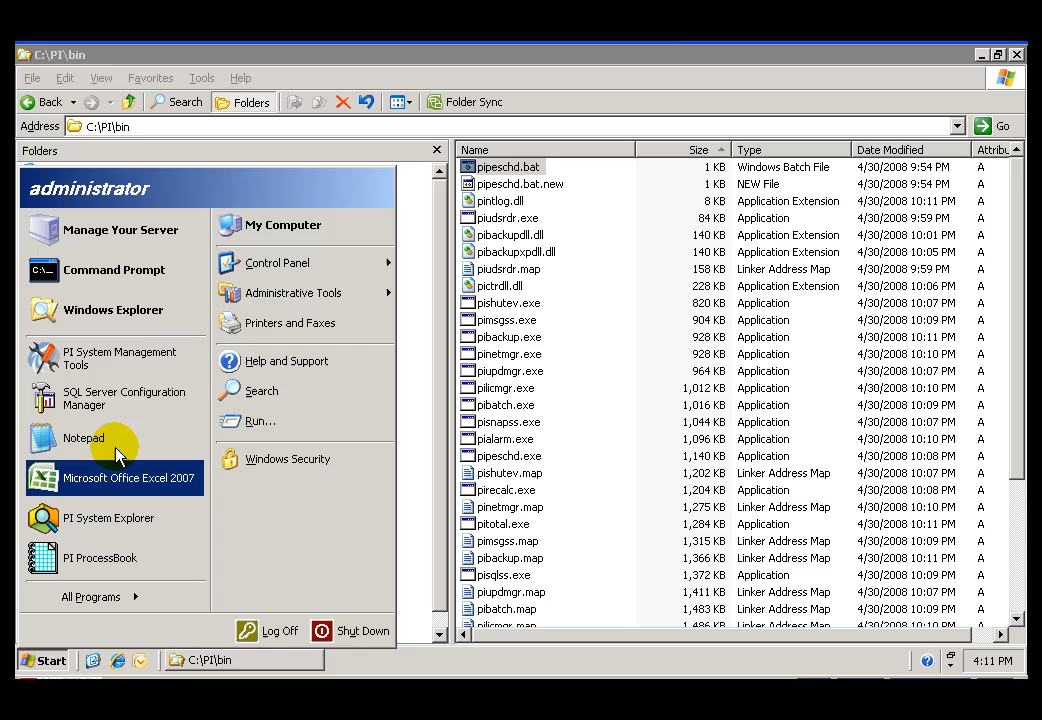 C:\PI\bin
File Edit View Favorites Tools Help
Back Search Folders Folder Sync
Address C:\PI\bin Go
Folders
administrator
Manage Your Server
Command Prompt
Windows Explorer
PI System Management
Tools
SQL Server Configuration
Manager
Notepad
Microsoft Office Excel 2007
PI System Explorer
PI ProcessBook
All Programs
My Computer
Control Panel
Administrative Tools
Printers and Faxes
Help and Support
Search
Run...
Windows Security
Log Off Shut Down
Name Size Type Date Modified Attribu
pipeschd.bat 1 KB Windows Batch File 4/30/2008 9:54 PM A
pipeschd.bat.new 1 KB NEW File 4/30/2008 9:54 PM A
pintlog.dll 8 KB Application Extension 4/30/2008 10:11 PM A
piudsrdr.exe 84 KB Application 4/30/2008 9:59 PM A
pibackupdll.dll 140 KB Application Extension 4/30/2008 10:01 PM A
pibackupxpdll.dll 140 KB Application Extension 4/30/2008 10:05 PM A
piudsrdr.map 158 KB Linker Address Map 4/30/2008 9:59 PM A
pictrdll.dll 228 KB Application Extension 4/30/2008 10:06 PM A
pishutev.exe 820 KB Application 4/30/2008 10:07 PM A
pimsgss.exe 904 KB Application 4/30/2008 10:09 PM A
pibackup.exe 928 KB Application 4/30/2008 10:11 PM A
pinetmgr.exe 928 KB Application 4/30/2008 10:10 PM A
piupdmgr.exe 964 KB Application 4/30/2008 10:07 PM A
pilicmgr.exe 1,012 KB Application 4/30/2008 10:10 PM A
pibatch.exe 1,016 KB Application 4/30/2008 10:09 PM A
pisnapss.exe 1,044 KB Application 4/30/2008 10:07 PM A
pialarm.exe 1,096 KB Application 4/30/2008 10:10 PM A
pipeschd.exe 1,140 KB Application 4/30/2008 10:08 PM A
pishutev.map 1,202 KB Linker Address Map 4/30/2008 10:07 PM A
pirecalc.exe 1,204 KB Application 4/30/2008 10:08 PM A
pinetmgr.map 1,275 KB Linker Address Map 4/30/2008 10:10 PM A
pitotal.exe 1,284 KB Application 4/30/2008 10:11 PM A
pimsgss.map 1,315 KB Linker Address Map 4/30/2008 10:09 PM A
pibackup.map 1,366 KB Linker Address Map 4/30/2008 10:11 PM A
pisqlss.exe 1,372 KB Application 4/30/2008 10:09 PM A
piupdmgr.map 1,411 KB Linker Address Map 4/30/2008 10:07 PM A
pibatch.map 1,483 KB Linker Address Map 4/30/2008 10:09 PM A
pilicmgr.map 1,486 KB Linker Address Map 4/30/2008 10:10 PM A
Start C:\PI\bin 4:11 PM